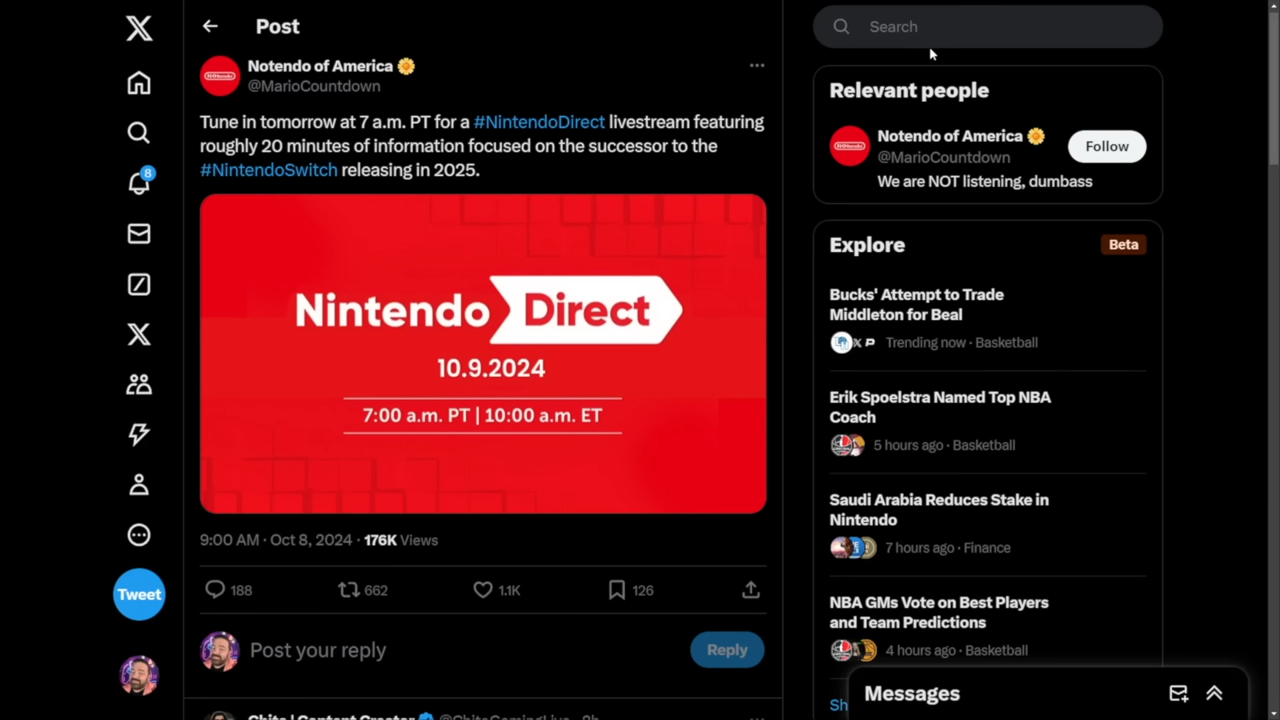 Post
Notendo of America
@MarioCountdown
Tune in tomorrow at 7 a.m. PT for a #NintendoDirect livestream featuring
roughly 20 minutes of information focused on the successor to the
#NintendoSwitch releasing in 2025.
Nintendo Direct
10.9.2024
7:00 a.m. PT | 10:00 a.m. ET
9:00 AM · Oct 8, 2024 · 176K Views
188 662 1.1K 126
Post your reply
Reply
8
Tweet
Search
Relevant people
Notendo of America
@MarioCountdown
Follow
We are NOT listening, dumbass
Explore
Beta
Bucks' Attempt to Trade
Middleton for Beal
Trending now · Basketball
Erik Spoelstra Named Top NBA
Coach
5 hours ago · Basketball
Saudi Arabia Reduces Stake in
Nintendo
7 hours ago · Finance
NBA GMs Vote on Best Players
and Team Predictions
4 hours ago · Basketball
Sh
Messages